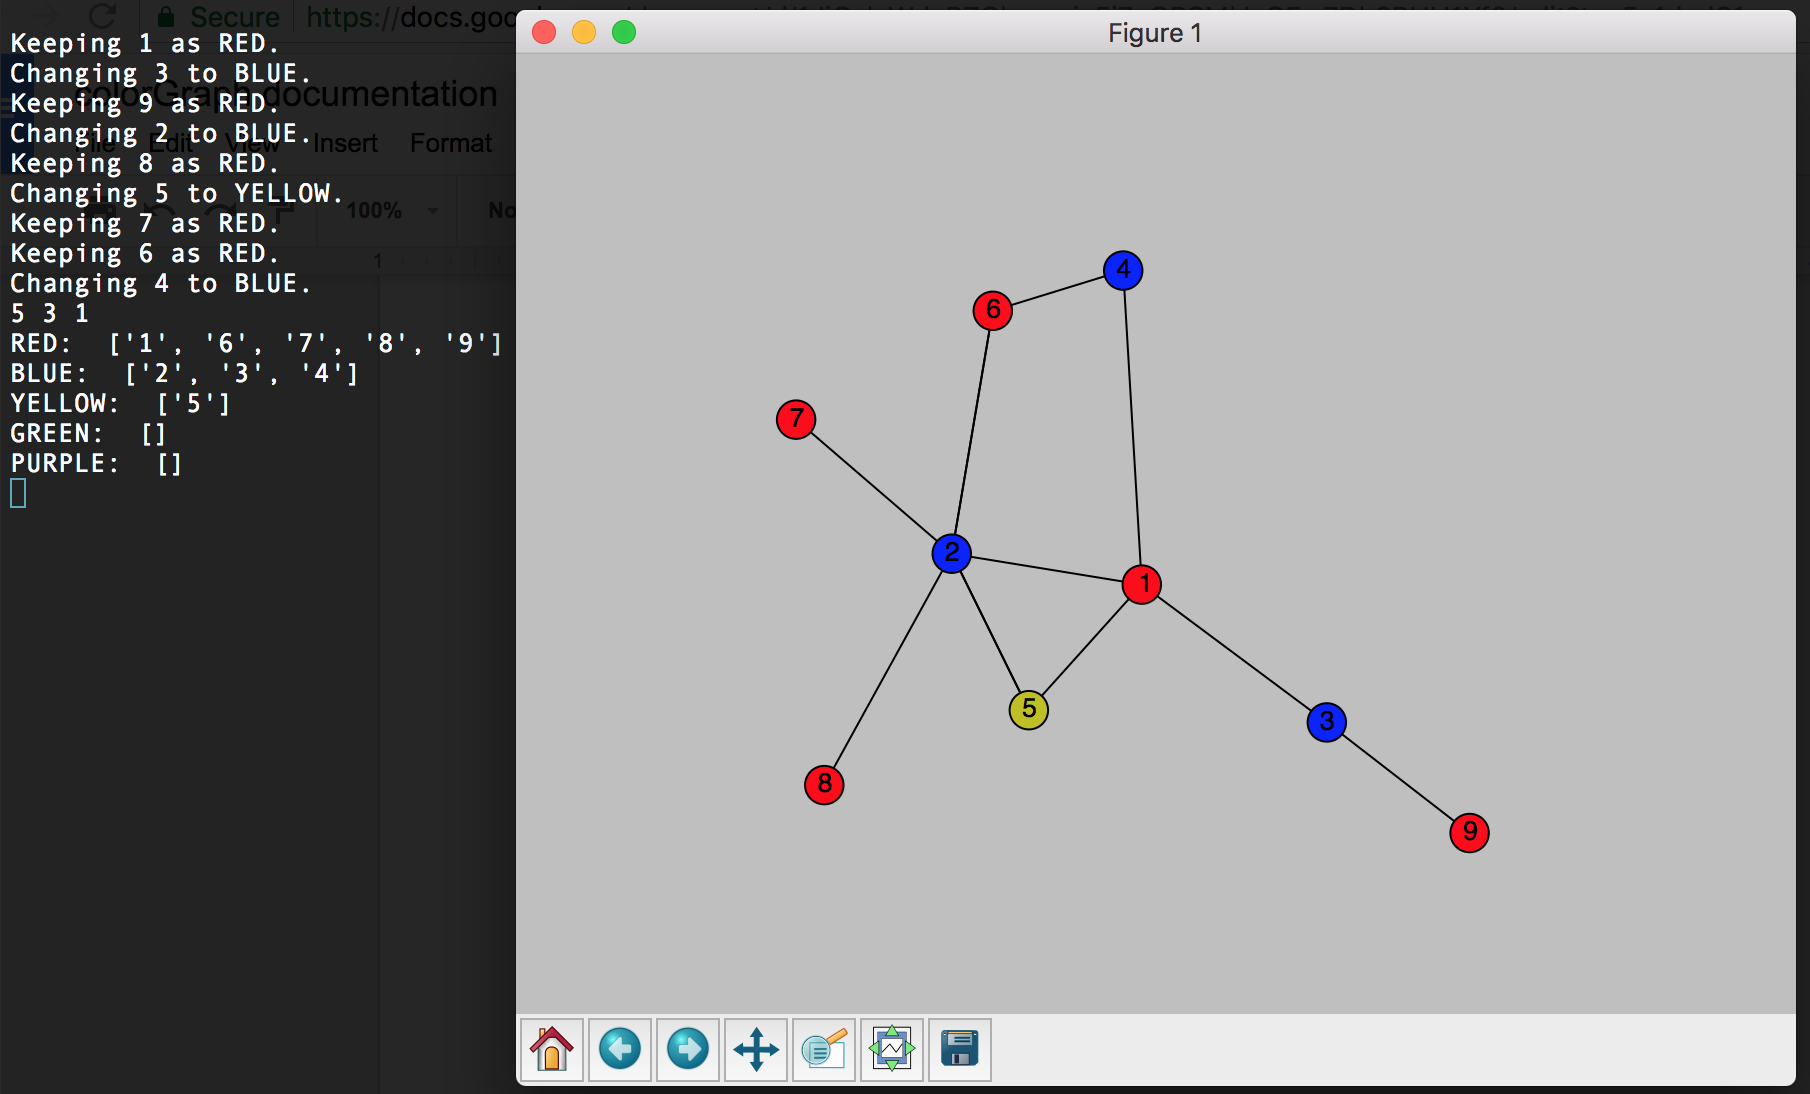 Secure
https://docs.goo
Keeping 1 as RED.
Changing 3 to BLUE.
colorGraph documentation
Keeping 9 as RED.
Changing 2 to BLUE.
File Edit View Insert Format
Keeping 8 as RED.
Changing 5 to YELLOW.
100%
No
Keeping 7 as RED.
Keeping 6 as RED.
1
Changing 4 to BLUE.
5 3 1
RED:  ['1', '6', '7', '8', '9']
BLUE:  ['2', '3', '4']
YELLOW:  ['5']
GREEN:  []
PURPLE:  []
Figure 1
4
6
7
2
1
5
3
8
9